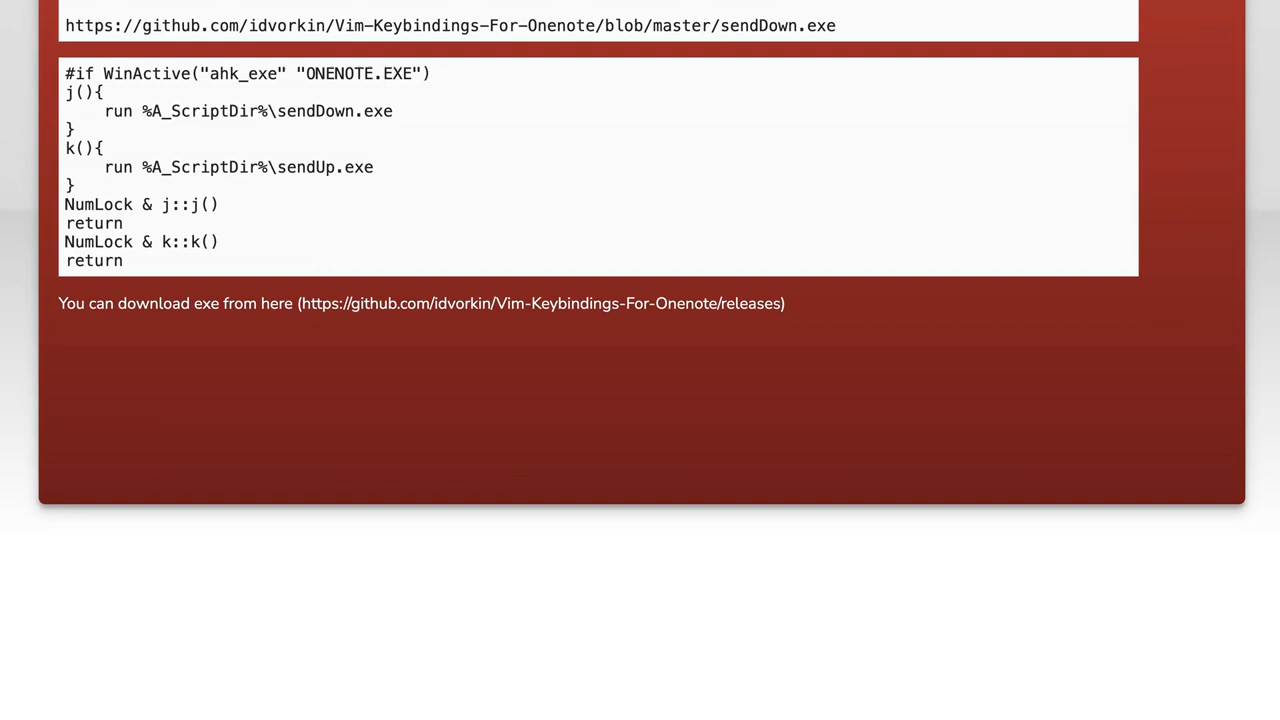 https://github.com/idvorkin/Vim-Keybindings-For-Onenote/blob/master/sendDown.exe
#if WinActive("ahk_exe" "ONENOTE.EXE")
j(){
    run %A_ScriptDir%\sendDown.exe
}
k(){
    run %A_ScriptDir%\sendUp.exe
}
NumLock & j::j()
return
NumLock & k::k()
return
You can download exe from here (https://github.com/idvorkin/Vim-Keybindings-For-Onenote/releases)